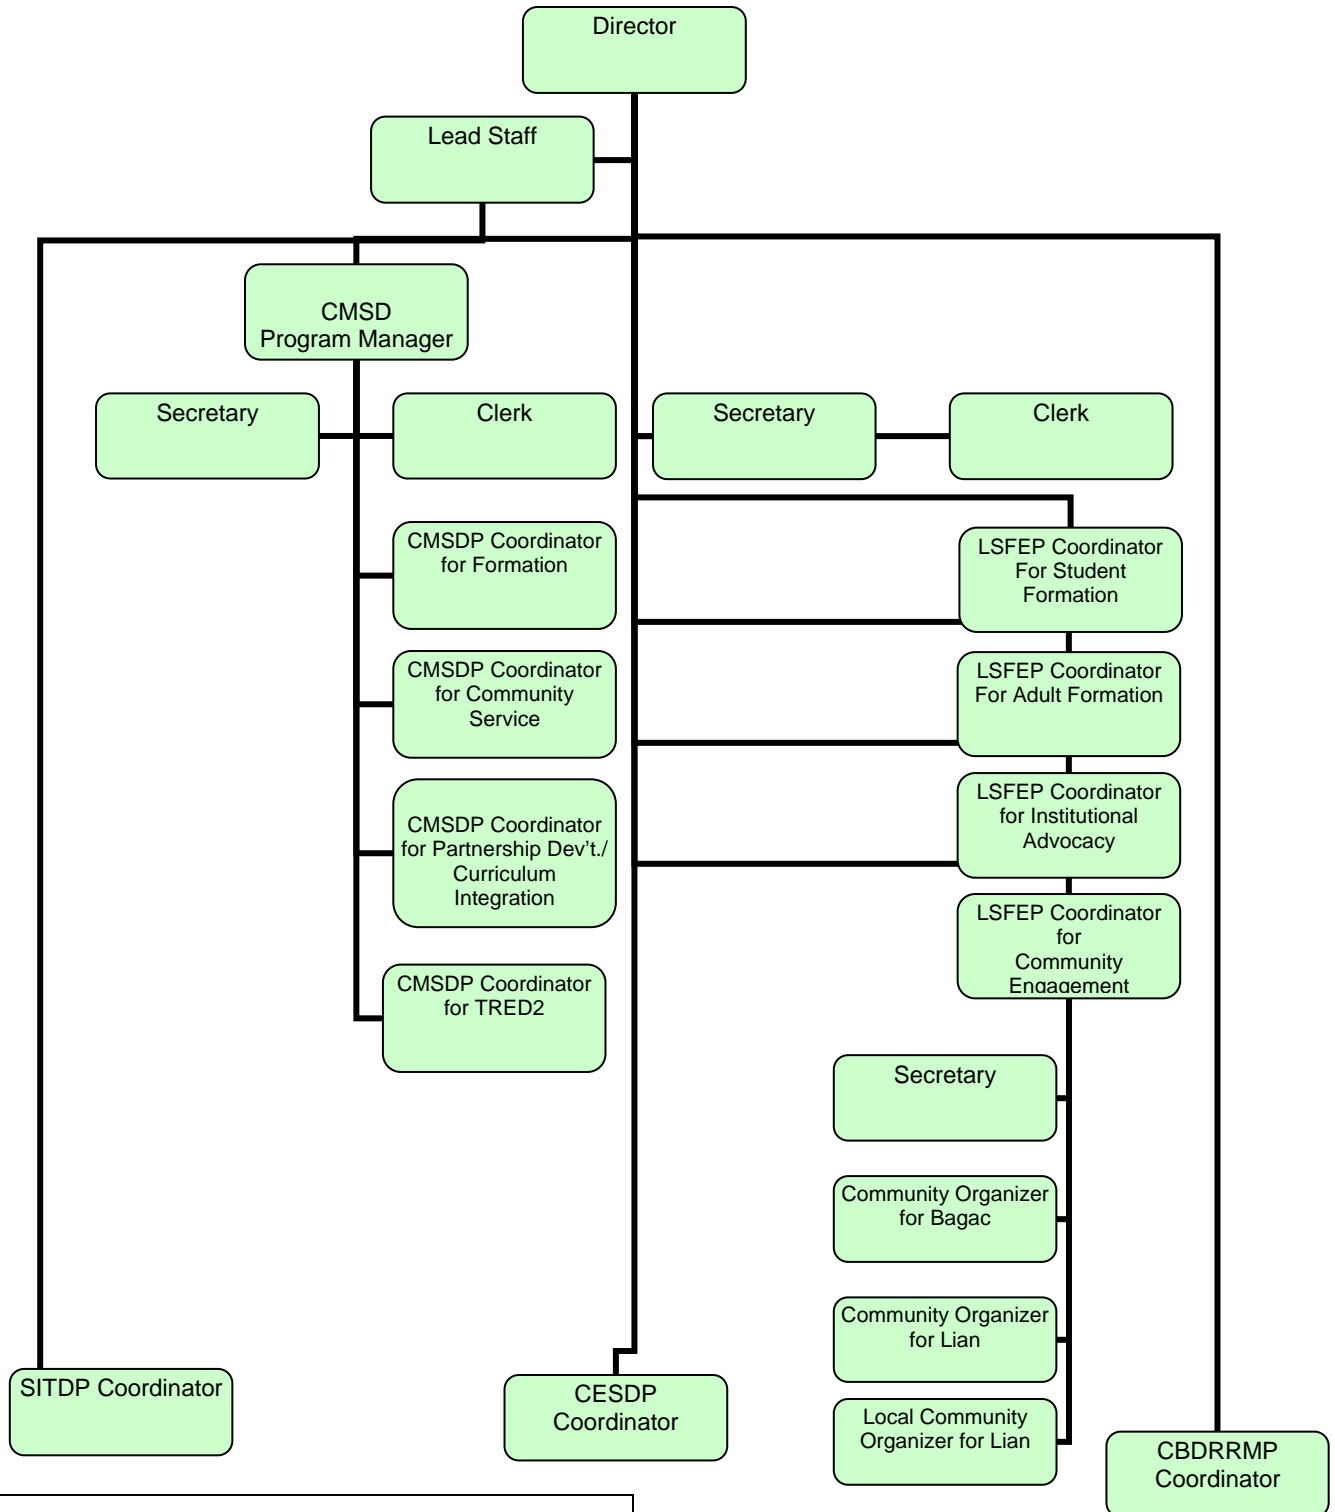 Director
Lead Staff
CMSD
Program Manager
Secretary
Clerk
Secretary
Clerk
CMSDP Coordinator
for Formation
LSFEP Coordinator
For Student
Formation
CMSDP Coordinator
for Community
Service
LSFEP Coordinator
For Adult Formation
CMSDP Coordinator
for Partnership Dev't./
Curriculum
Integration
LSFEP Coordinator
for Institutional
Advocacy
LSFEP Coordinator
for
Community
Engagement
CMSDP Coordinator
for TRED2
Secretary
Community Organizer
for Bagac
Community Organizer
for Lian
SITDP Coordinator
CESDP
Coordinator
Local Community
Organizer for Lian
CBDRRMP
Coordinator